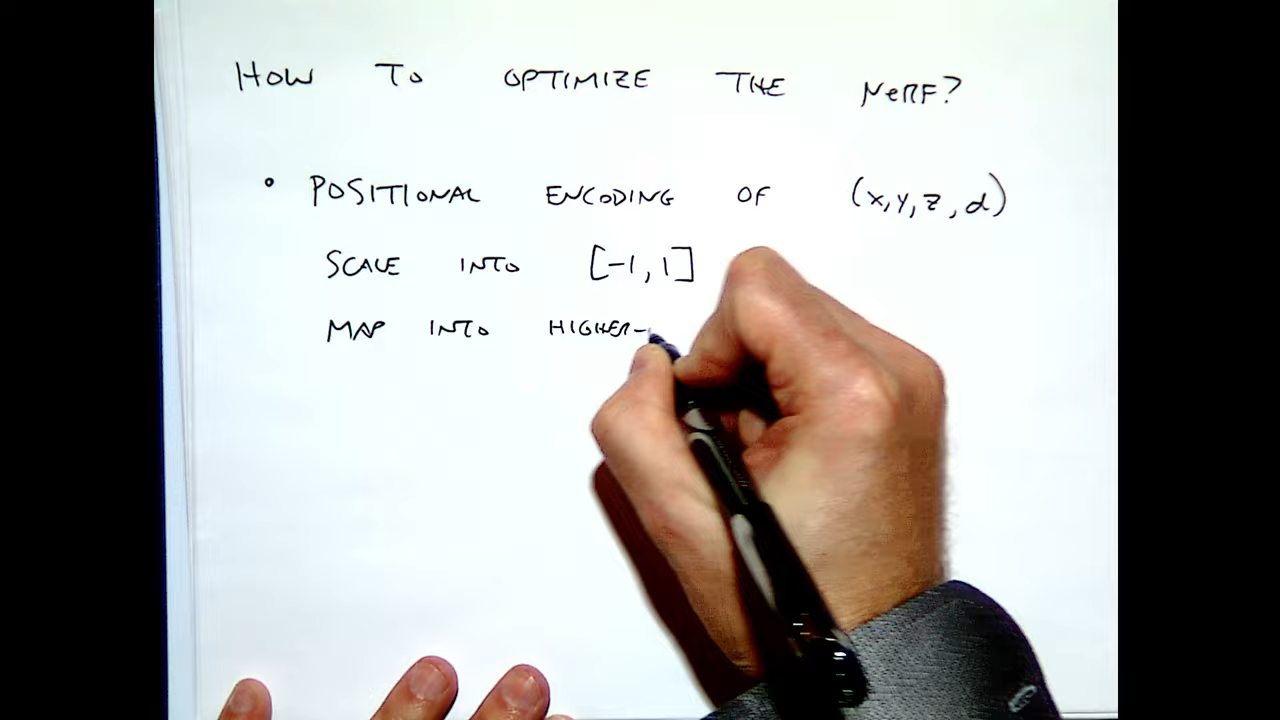 HOW TO OPTIMIZE THE NeRF?
• POSITIONAL ENCODING OF (x, y, z, d)
SCALE INTO [-1, 1]
MAP INTO HIGHER-